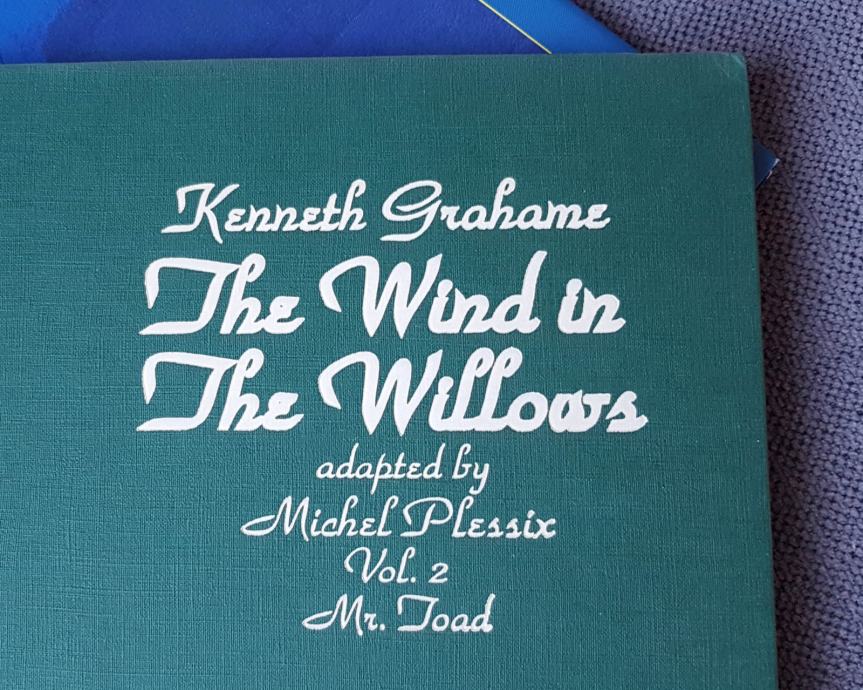 Kenneth Grahame
The Wind in
The Willows
adapted by
Michel Plessix
Vol. 2
Mr. Toad